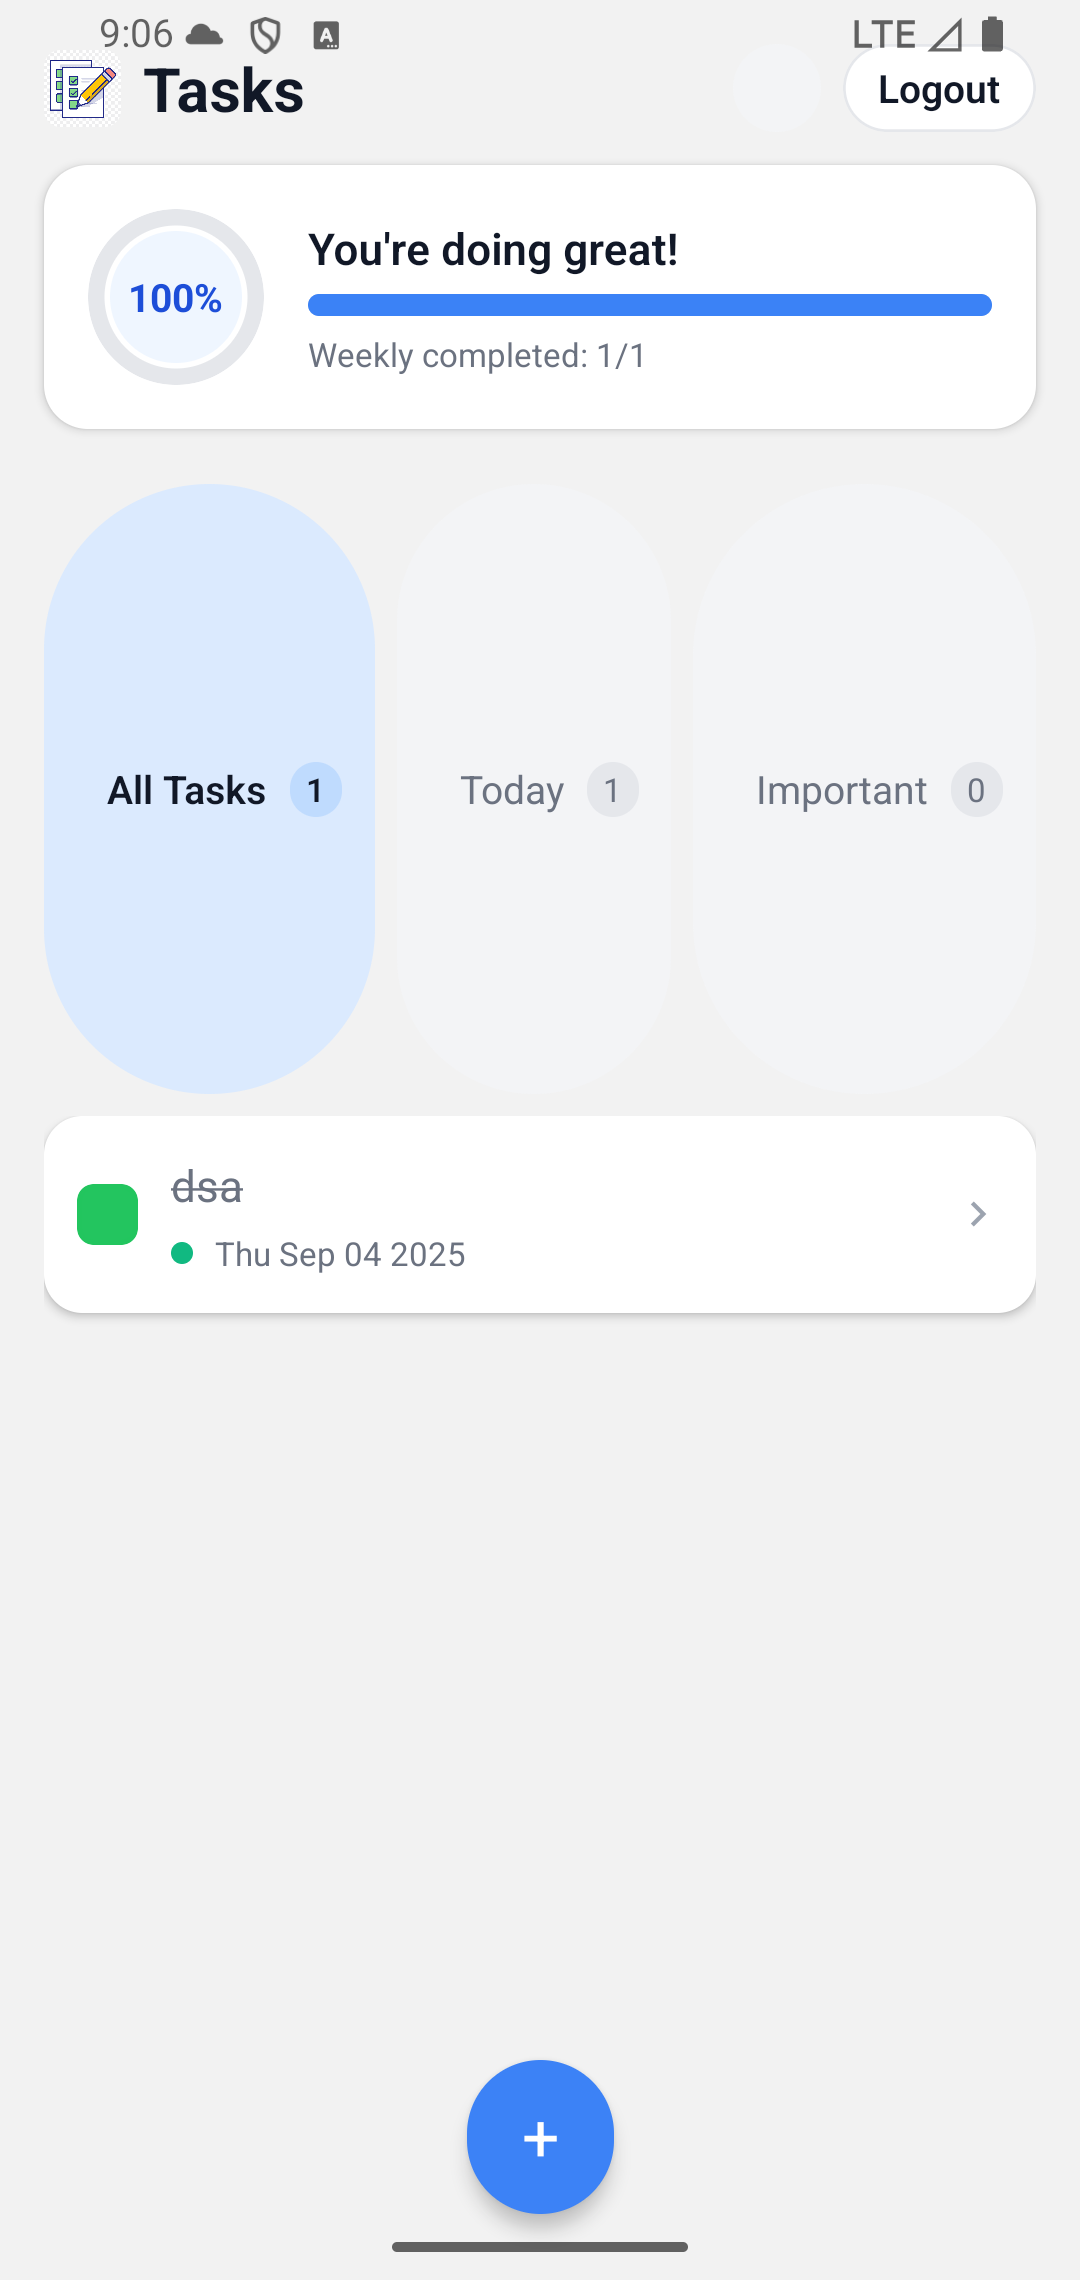 9:06 A LTE
Tasks
Logout
100%
You're doing great!
Weekly completed: 1/1
All Tasks 1
Today 1
Important 0
dsa
Thu Sep 04 2025
+